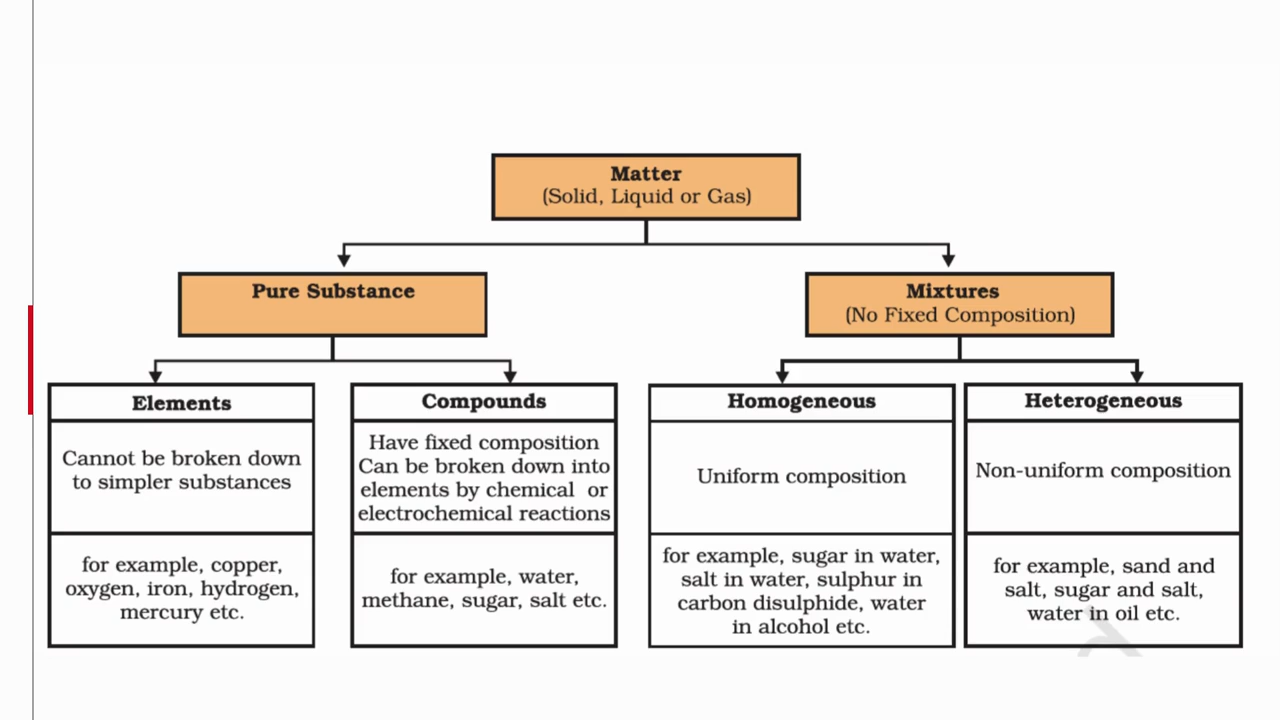 Matter
(Solid, Liquid or Gas)
Pure Substance
Mixtures
(No Fixed Composition)
Elements
Cannot be broken down
to simpler substances
for example, copper,
oxygen, iron, hydrogen,
mercury etc.
Compounds
Have fixed composition
Can be broken down into
elements by chemical or
electrochemical reactions
for example, water,
methane, sugar, salt etc.
Homogeneous
Uniform composition
for example, sugar in water,
salt in water, sulphur in
carbon disulphide, water
in alcohol etc.
Heterogeneous
Non-uniform composition
for example, sand and
salt, sugar and salt,
water in oil etc.